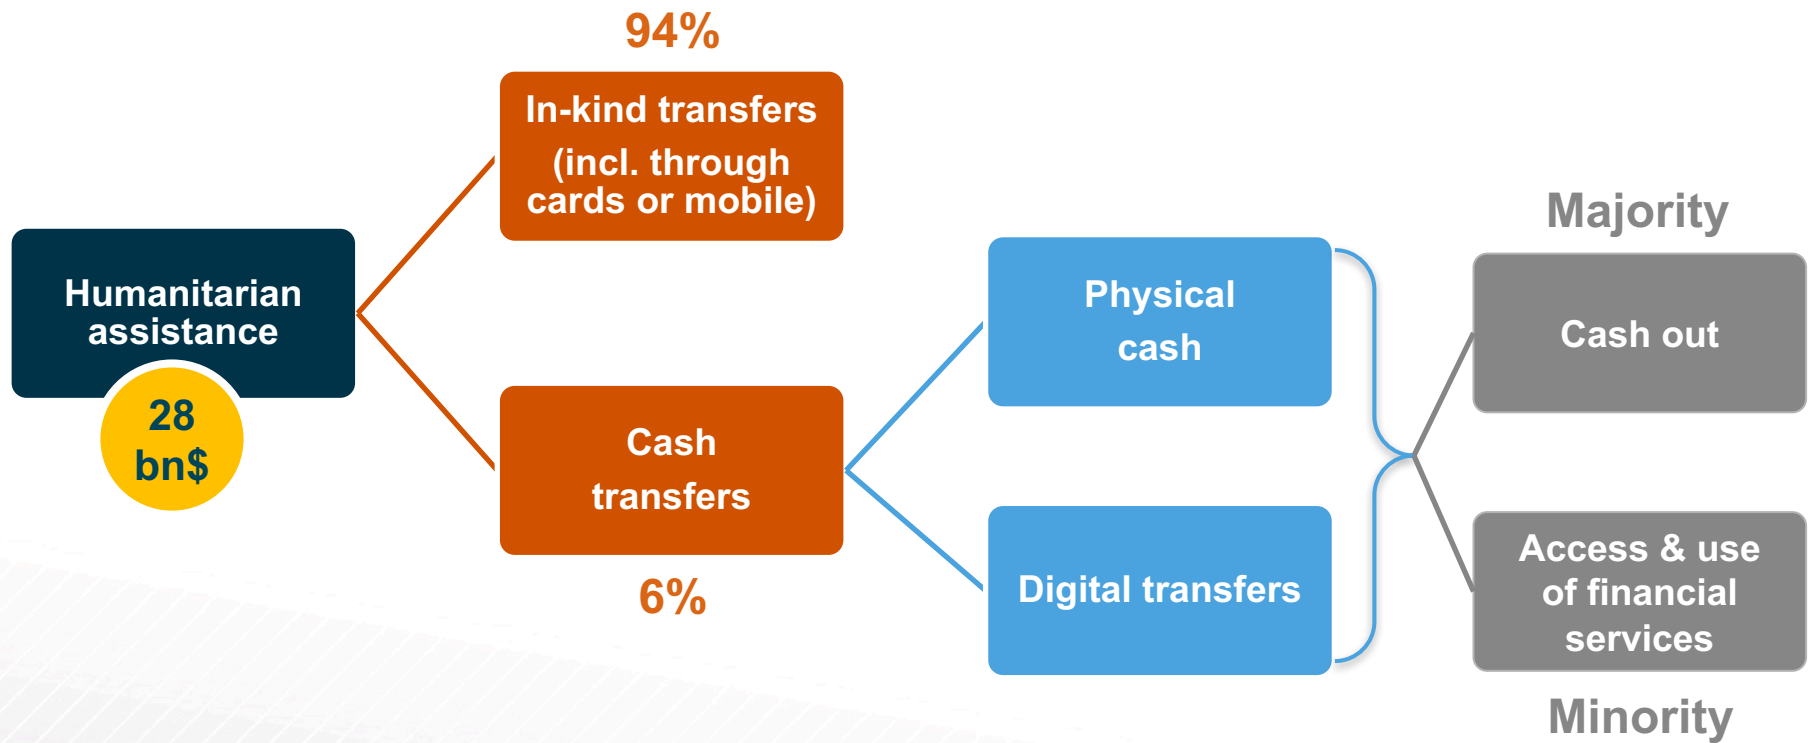 Humanitarian
assistance
28
bn$
94%
In-kind transfers
(incl. through
cards or mobile)
Cash
transfers
6%
Physical
cash
Digital transfers
Majority
Cash out
Access & use
of financial
services
Minority